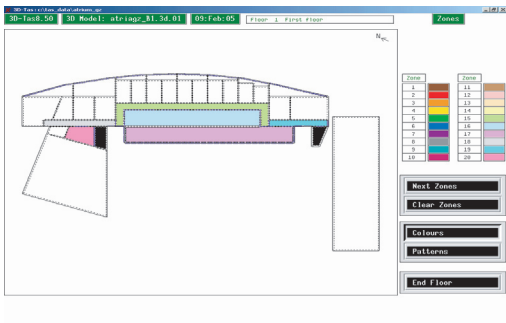 3D-Tas:c:\tas_data\atrium_gz
3D-Tas8.50 3D Model: atriagz_R1.3d.01 09:Feb:05 Floor 1 First floor Zones
N
Zone Zone
1 11
2 12
3 13
4 14
5 15
6 16
7 17
8 18
9 19
10 20
Next Zones
Clear Zones
Colours
Patterns
End Floor